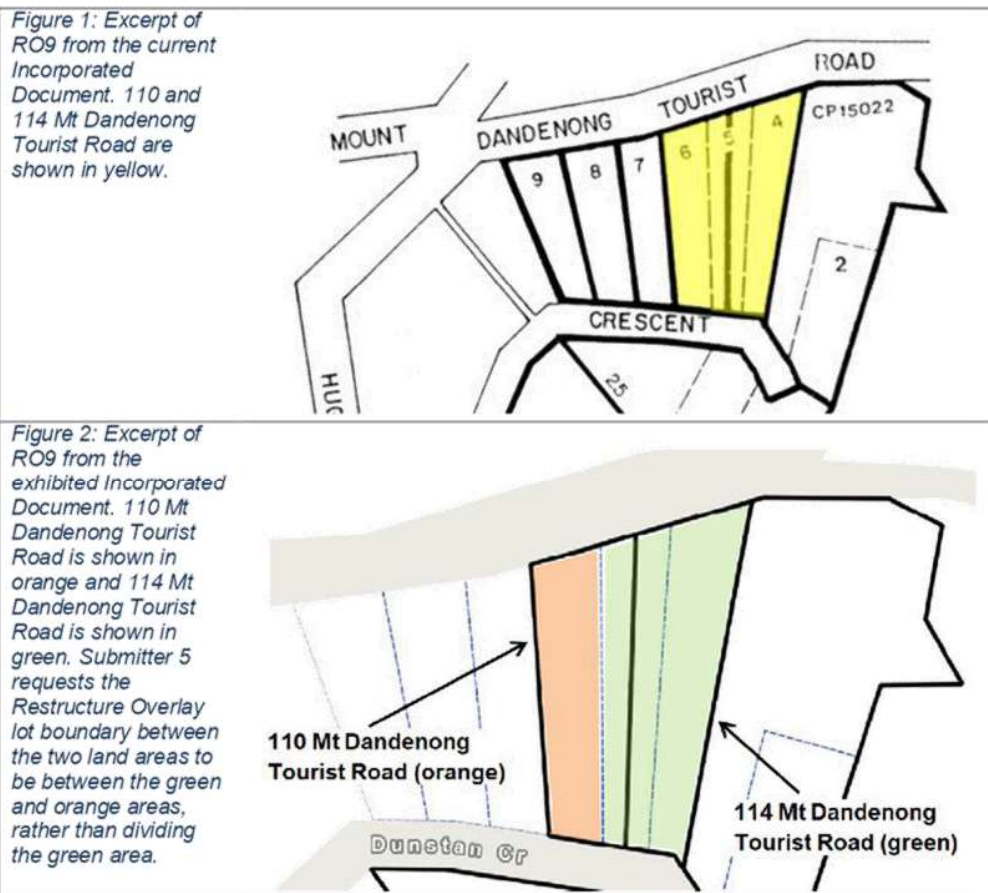 Figure 1: Excerpt of
RO9 from the current
Incorporated
Document. 110 and
114 Mt Dandenong
Tourist Road are
shown in yellow.
MOUNT DANDENONG TOURIST ROAD
CP15022
9
8
7
6
5
4
2
CRESCENT
25
HUG
Figure 2: Excerpt of
RO9 from the
exhibited Incorporated
Document. 110 Mt
Dandenong Tourist
Road is shown in
orange and 114 Mt
Dandenong Tourist
Road is shown in
green. Submitter 5
requests the
Restructure Overlay
lot boundary between
the two land areas to
be between the green
and orange areas,
rather than dividing
the green area.
110 Mt Dandenong
Tourist Road (orange)
114 Mt Dandenong
Tourist Road (green)
Dunstan Cr